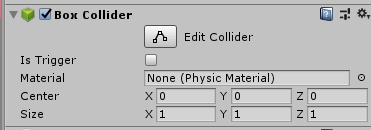 Box Collider
Edit Collider
Is Trigger
Material None (Physic Material)
Center X 0 Y 0 Z 0
Size X 1 Y 1 Z 1